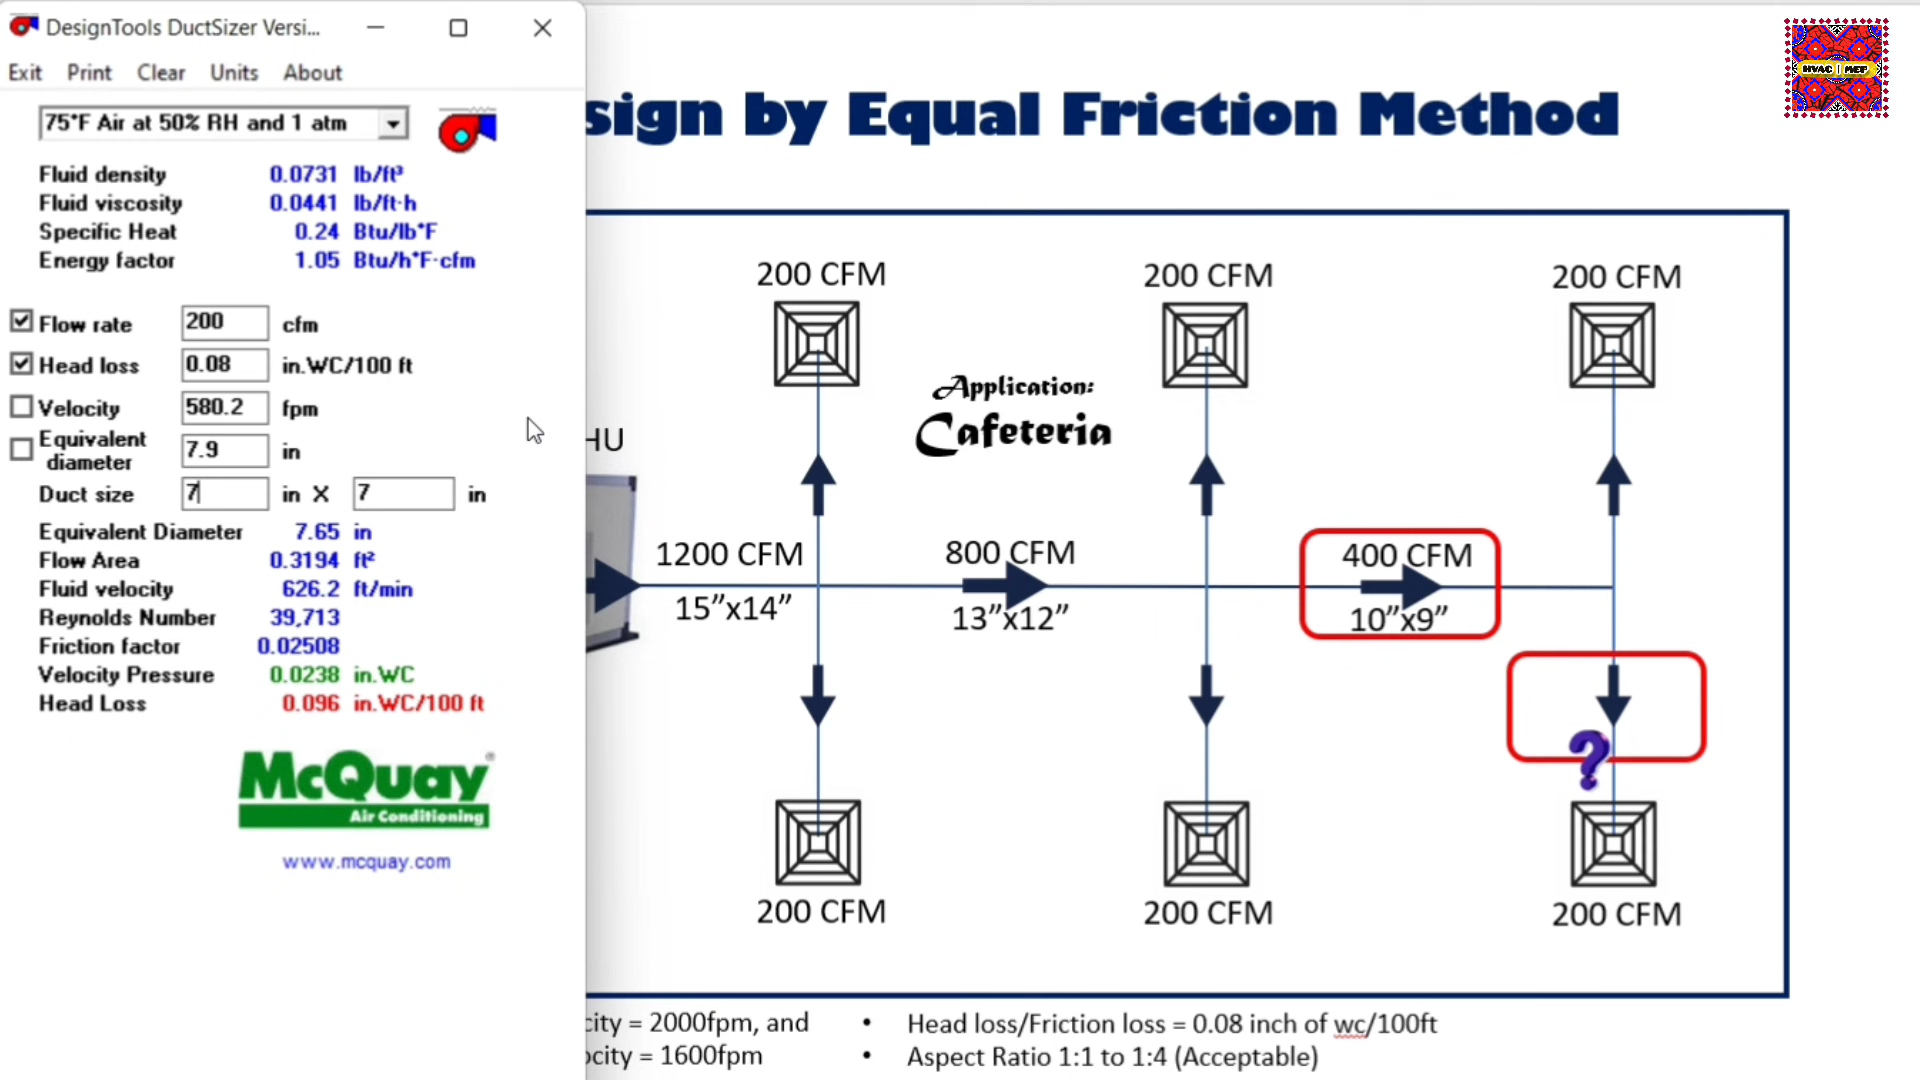 DesignTools DuctSizer Versi...
Exit Print Clear Units About
75°F Air at 50% RH and 1 atm
Fluid density 0.0731 lb/ft³
Fluid viscosity 0.0441 lb/ft·h
Specific Heat 0.24 Btu/lb°F
Energy factor 1.05 Btu/h°F·cfm
Flow rate 200 cfm
Head loss 0.08 in.WC/100 ft
Velocity 580.2 fpm
Equivalent
diameter 7.9 in
Duct size 7 in X 7 in
Equivalent Diameter 7.65 in
Flow Area 0.3194 ft²
Fluid velocity 626.2 ft/min
Reynolds Number 39,713
Friction factor 0.02508
Velocity Pressure 0.0238 in.WC
Head Loss 0.096 in.WC/100 ft
McQuay®
Air Conditioning
www.mcquay.com
sign by Equal Friction Method
HVAC | MEP
200 CFM 200 CFM 200 CFM
Application:
Cafeteria
HU
1200 CFM 800 CFM 400 CFM
15”x14” 13”x12” 10”x9”
?
200 CFM 200 CFM 200 CFM
city = 2000fpm, and
ocity = 1600fpm
• Head loss/Friction loss = 0.08 inch of wc/100ft
• Aspect Ratio 1:1 to 1:4 (Acceptable)